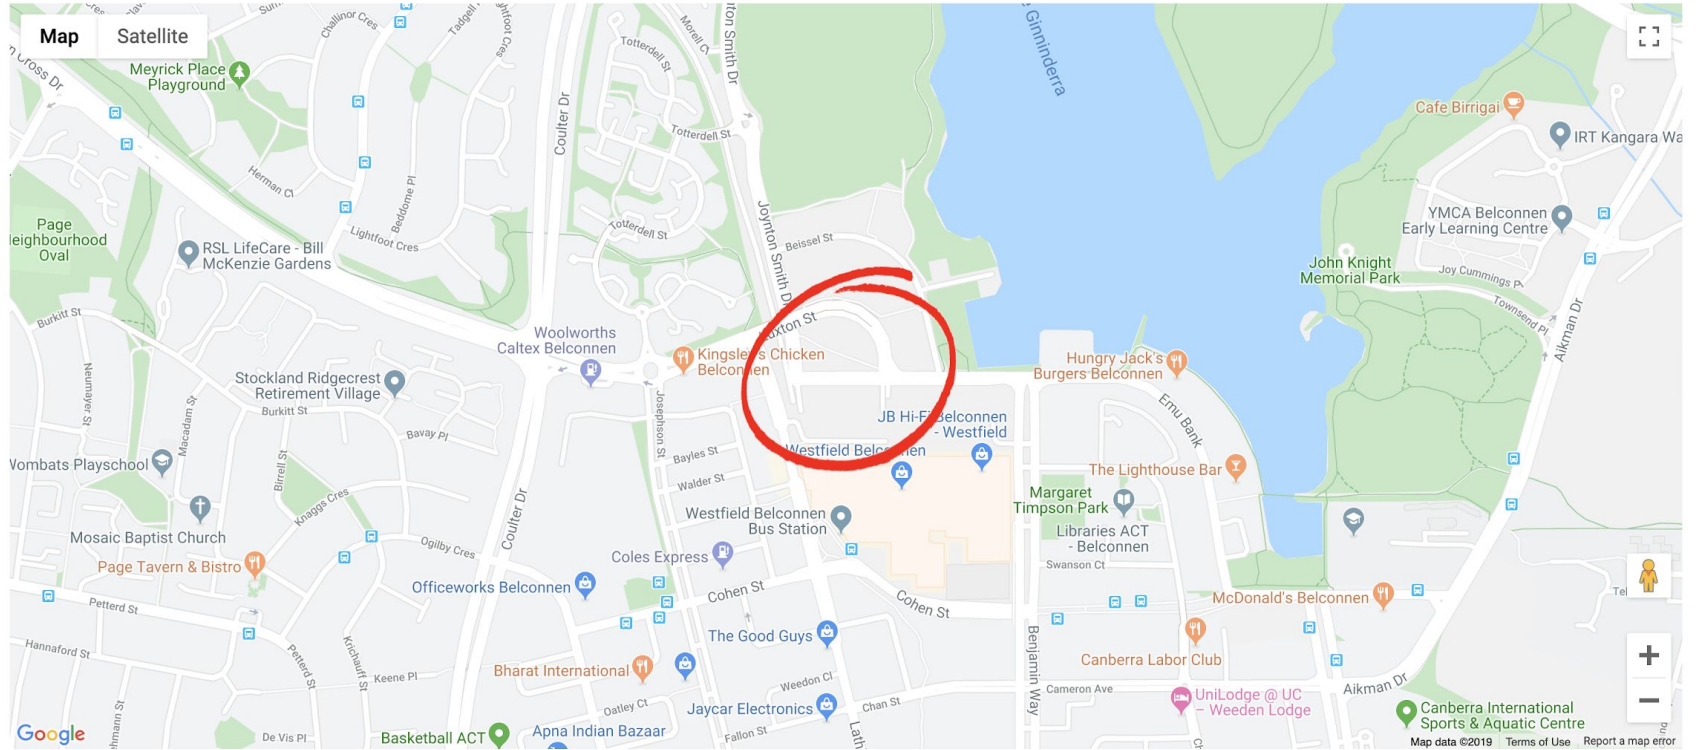 Map
Satellite
Challinor Cres
Tadgell
Morell Cl
Totterdell St
Meyrick Place
Playground
Coulter Dr
Totterdell St
Herman Cl
Beddome Pl
Lightfoot Cres
Page
Oval
RSL LifeCare - Bill
McKenzie Gardens
Totterdell St
Joynton Smith Dr
Beissel St
Ginninderra
Cafe Birrigai
IRT Kangara Wa
YMCA Belconnen
Early Learning Centre
John Knight
Memorial Park
Joy Cummings Pl
Townsend Pl
Aikman Dr
Burkitt St
Woolworths
Caltex Belconnen
Kingsley's Chicken
Belconnen
Hungry Jack's
Burgers Belconnen
Stockland Ridgecrest
Retirement Village
Burkitt St
Neumayer St
Macadam St
Bavay Pl
Josephson St
JB Hi-Fi Belconnen
- Westfield
Emu Bank
Westfield Belconnen
Bayles St
Walder St
Wombats Playschool
Birrell St
Knaggs Cres
Coulter Dr
The Lighthouse Bar
Margaret
Timpson Park
Libraries ACT
- Belconnen
Westfield Belconnen
Bus Station
Mosaic Baptist Church
Ogilby Cres
Coles Express
Swanson Ct
Page Tavern & Bistro
Officeworks Belconnen
Cohen St
Cohen St
McDonald's Belconnen
Petterd St
The Good Guys
Benjamin Way
Hannaford St
Petterd St
Krichauff St
Keene Pl
Bharat International
Weedon Cl
Canberra Labor Club
Cameron Ave
Aikman Dr
UniLodge @ UC
– Weeden Lodge
Jaycar Electronics
Chan St
Oatley Ct
Canberra International
Sports & Aquatic Centre
Google
De Vis Pl
Basketball ACT
Apna Indian Bazaar
Fallon St
Map data ©2019
Terms of Use
Report a map error